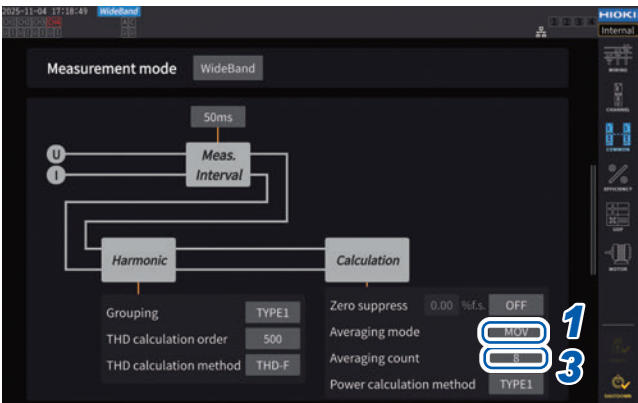 2025-11-04 17:18:49 WideBand
HIOKI
Internal
Measurement mode WideBand
WIRING
CHANNEL
COMMON
EFFICIENCY
UDF
MOTOR
50ms
U
I
Meas.
Interval
Harmonic
Calculation
Grouping TYPE1
THD calculation order 500
THD calculation method THD-F
Zero suppress 0.00 %f.s. OFF
Averaging mode MOV 1
Averaging count 8 3
Power calculation method TYPE1
SHUTDOWN